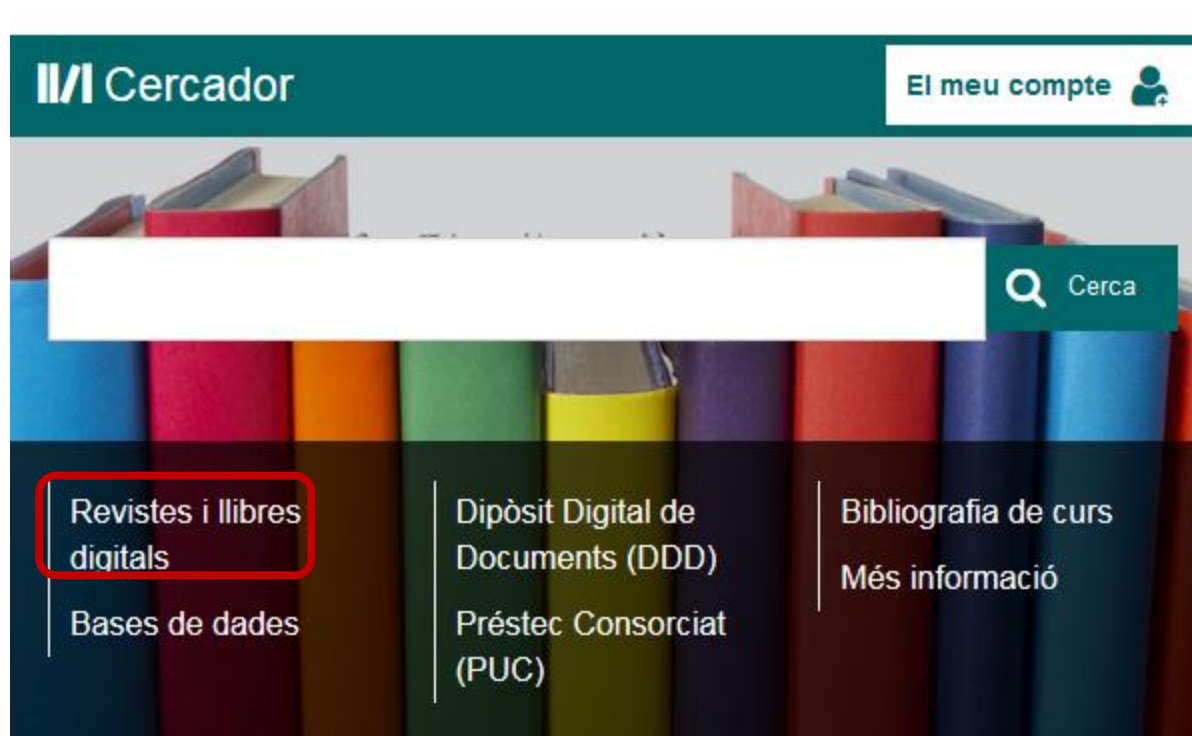 Cercador
El meu compte
Cerca
Revistes i llibres
digitals
Bases de dades
Dipòsit Digital de
Documents (DDD)
Préstec Consorciat
(PUC)
Bibliografia de curs
Més informació